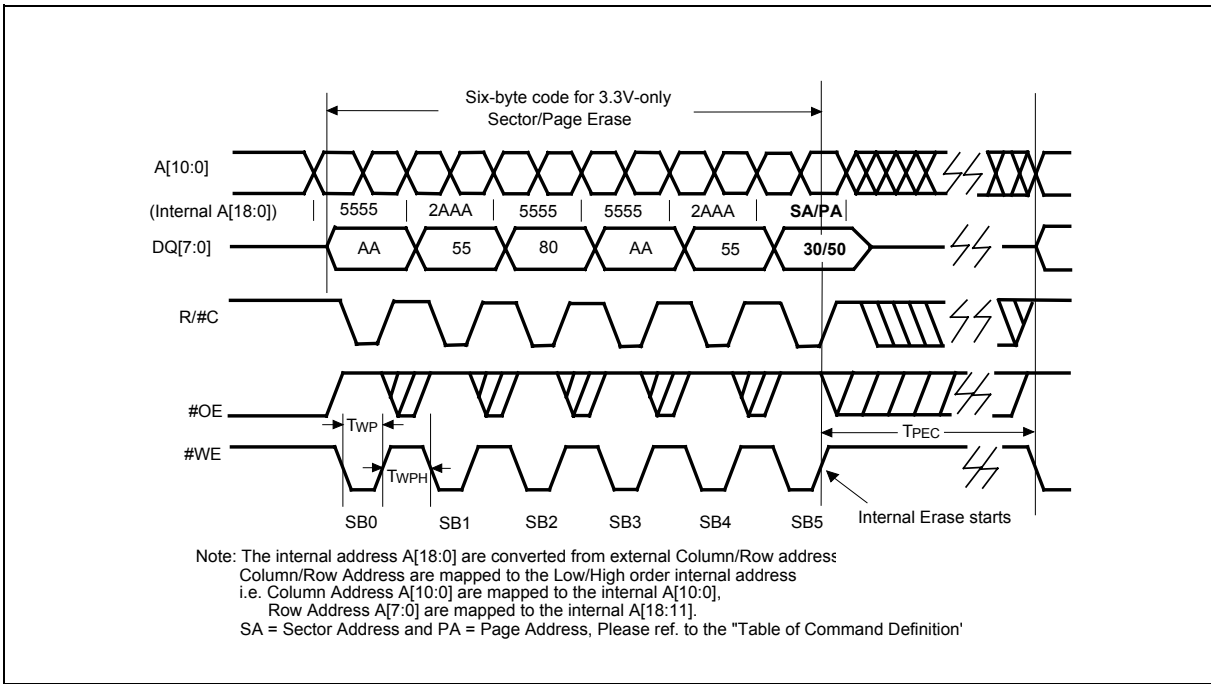 Six-byte code for 3.3V-only
Sector/Page Erase
A[10:0]
(Internal A[18:0]) 5555 2AAA 5555 5555 2AAA SA/PA
DQ[7:0] AA 55 80 AA 55 30/50
R/#C
#OE
TWP
TPEC
#WE
TWPH
SB0 SB1 SB2 SB3 SB4 SB5 Internal Erase starts
Note: The internal address A[18:0] are converted from external Column/Row address
Column/Row Address are mapped to the Low/High order internal address
i.e. Column Address A[10:0] are mapped to the internal A[10:0],
Row Address A[7:0] are mapped to the internal A[18:11].
SA = Sector Address and PA = Page Address, Please ref. to the "Table of Command Definition'